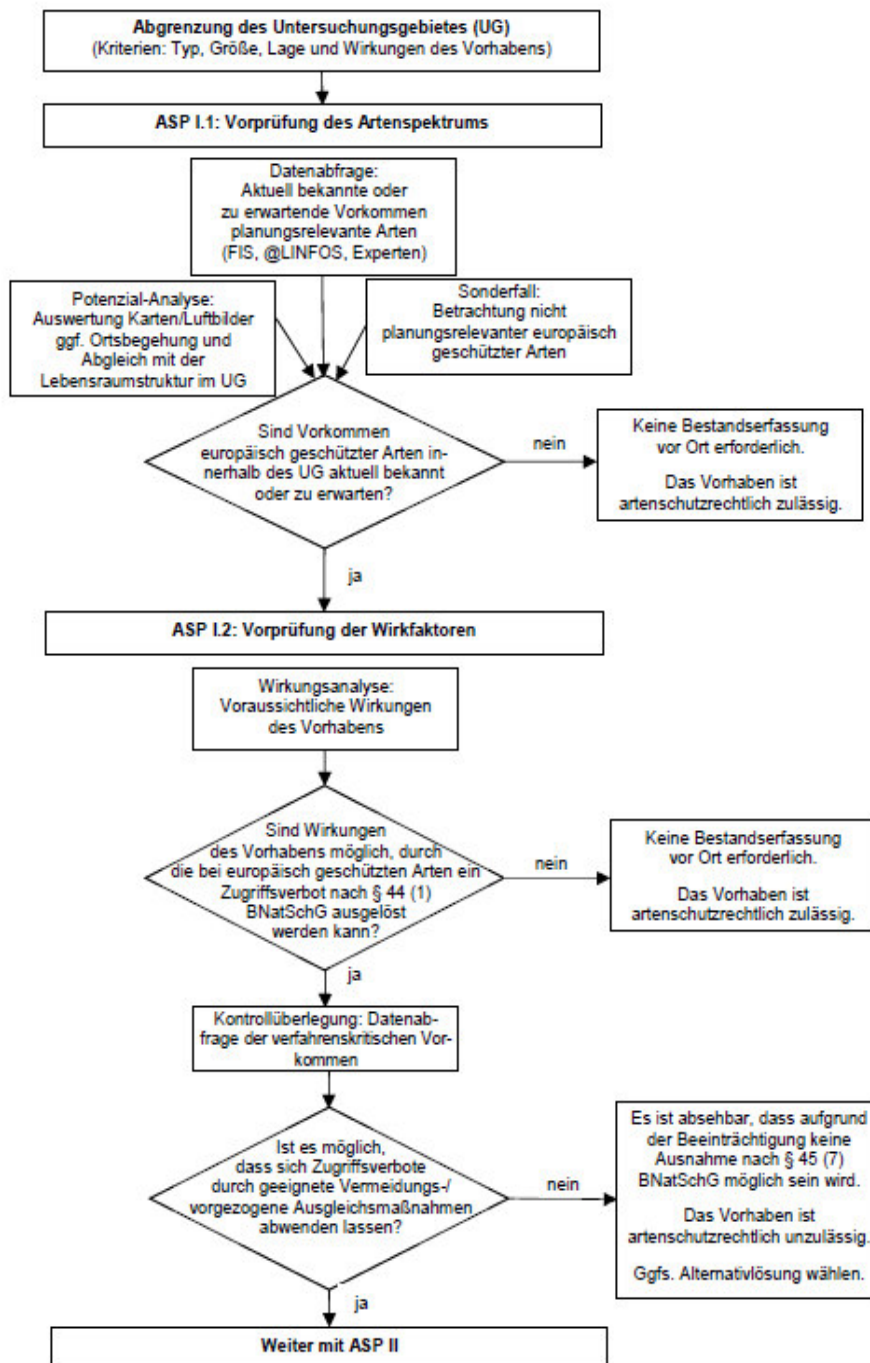 Abgrenzung des Untersuchungsgebietes (UG)
(Kriterien: Typ, Größe, Lage und Wirkungen des Vorhabens)
ASP I.1: Vorprüfung des Artenspektrums
Datenabfrage:
Aktuell bekannte oder
zu erwartende Vorkommen
planungsrelevante Arten
(FIS, @LINFOS, Experten)
Potenzial-Analyse:
Auswertung Karten/Luftbilder
ggf. Ortsbegehung und
Abgleich mit der
Lebensraumstruktur im UG
Sonderfall:
Betrachtung nicht
planungsrelevanter europäisch
geschützter Arten
Sind Vorkommen
europäisch geschützter Arten in-
nerhalb des UG aktuell bekannt
oder zu erwarten?
nein
Keine Bestandserfassung
vor Ort erforderlich.
Das Vorhaben ist
artenschutzrechtlich zulässig.
ja
ASP I.2: Vorprüfung der Wirkfaktoren
Wirkungsanalyse:
Voraussichtliche Wirkungen
des Vorhabens
Sind Wirkungen
des Vorhabens möglich, durch
die bei europäisch geschützten Arten ein
Zugriffsverbot nach § 44 (1)
BNatSchG ausgelöst
werden kann?
nein
Keine Bestandserfassung
vor Ort erforderlich.
Das Vorhaben ist
artenschutzrechtlich zulässig.
ja
Kontrollüberlegung: Datenab-
frage der verfahrenskritischen Vor-
kommen
Ist es möglich,
dass sich Zugriffsverbote
durch geeignete Vermeidungs-/
vorgezogene Ausgleichsmaßnahmen
abwenden lassen?
nein
Es ist absehbar, dass aufgrund
der Beeinträchtigung keine
Ausnahme nach § 45 (7)
BNatSchG möglich sein wird.
Das Vorhaben ist
artenschutzrechtlich unzulässig.
Ggfs. Alternativlösung wählen.
ja
Weiter mit ASP II